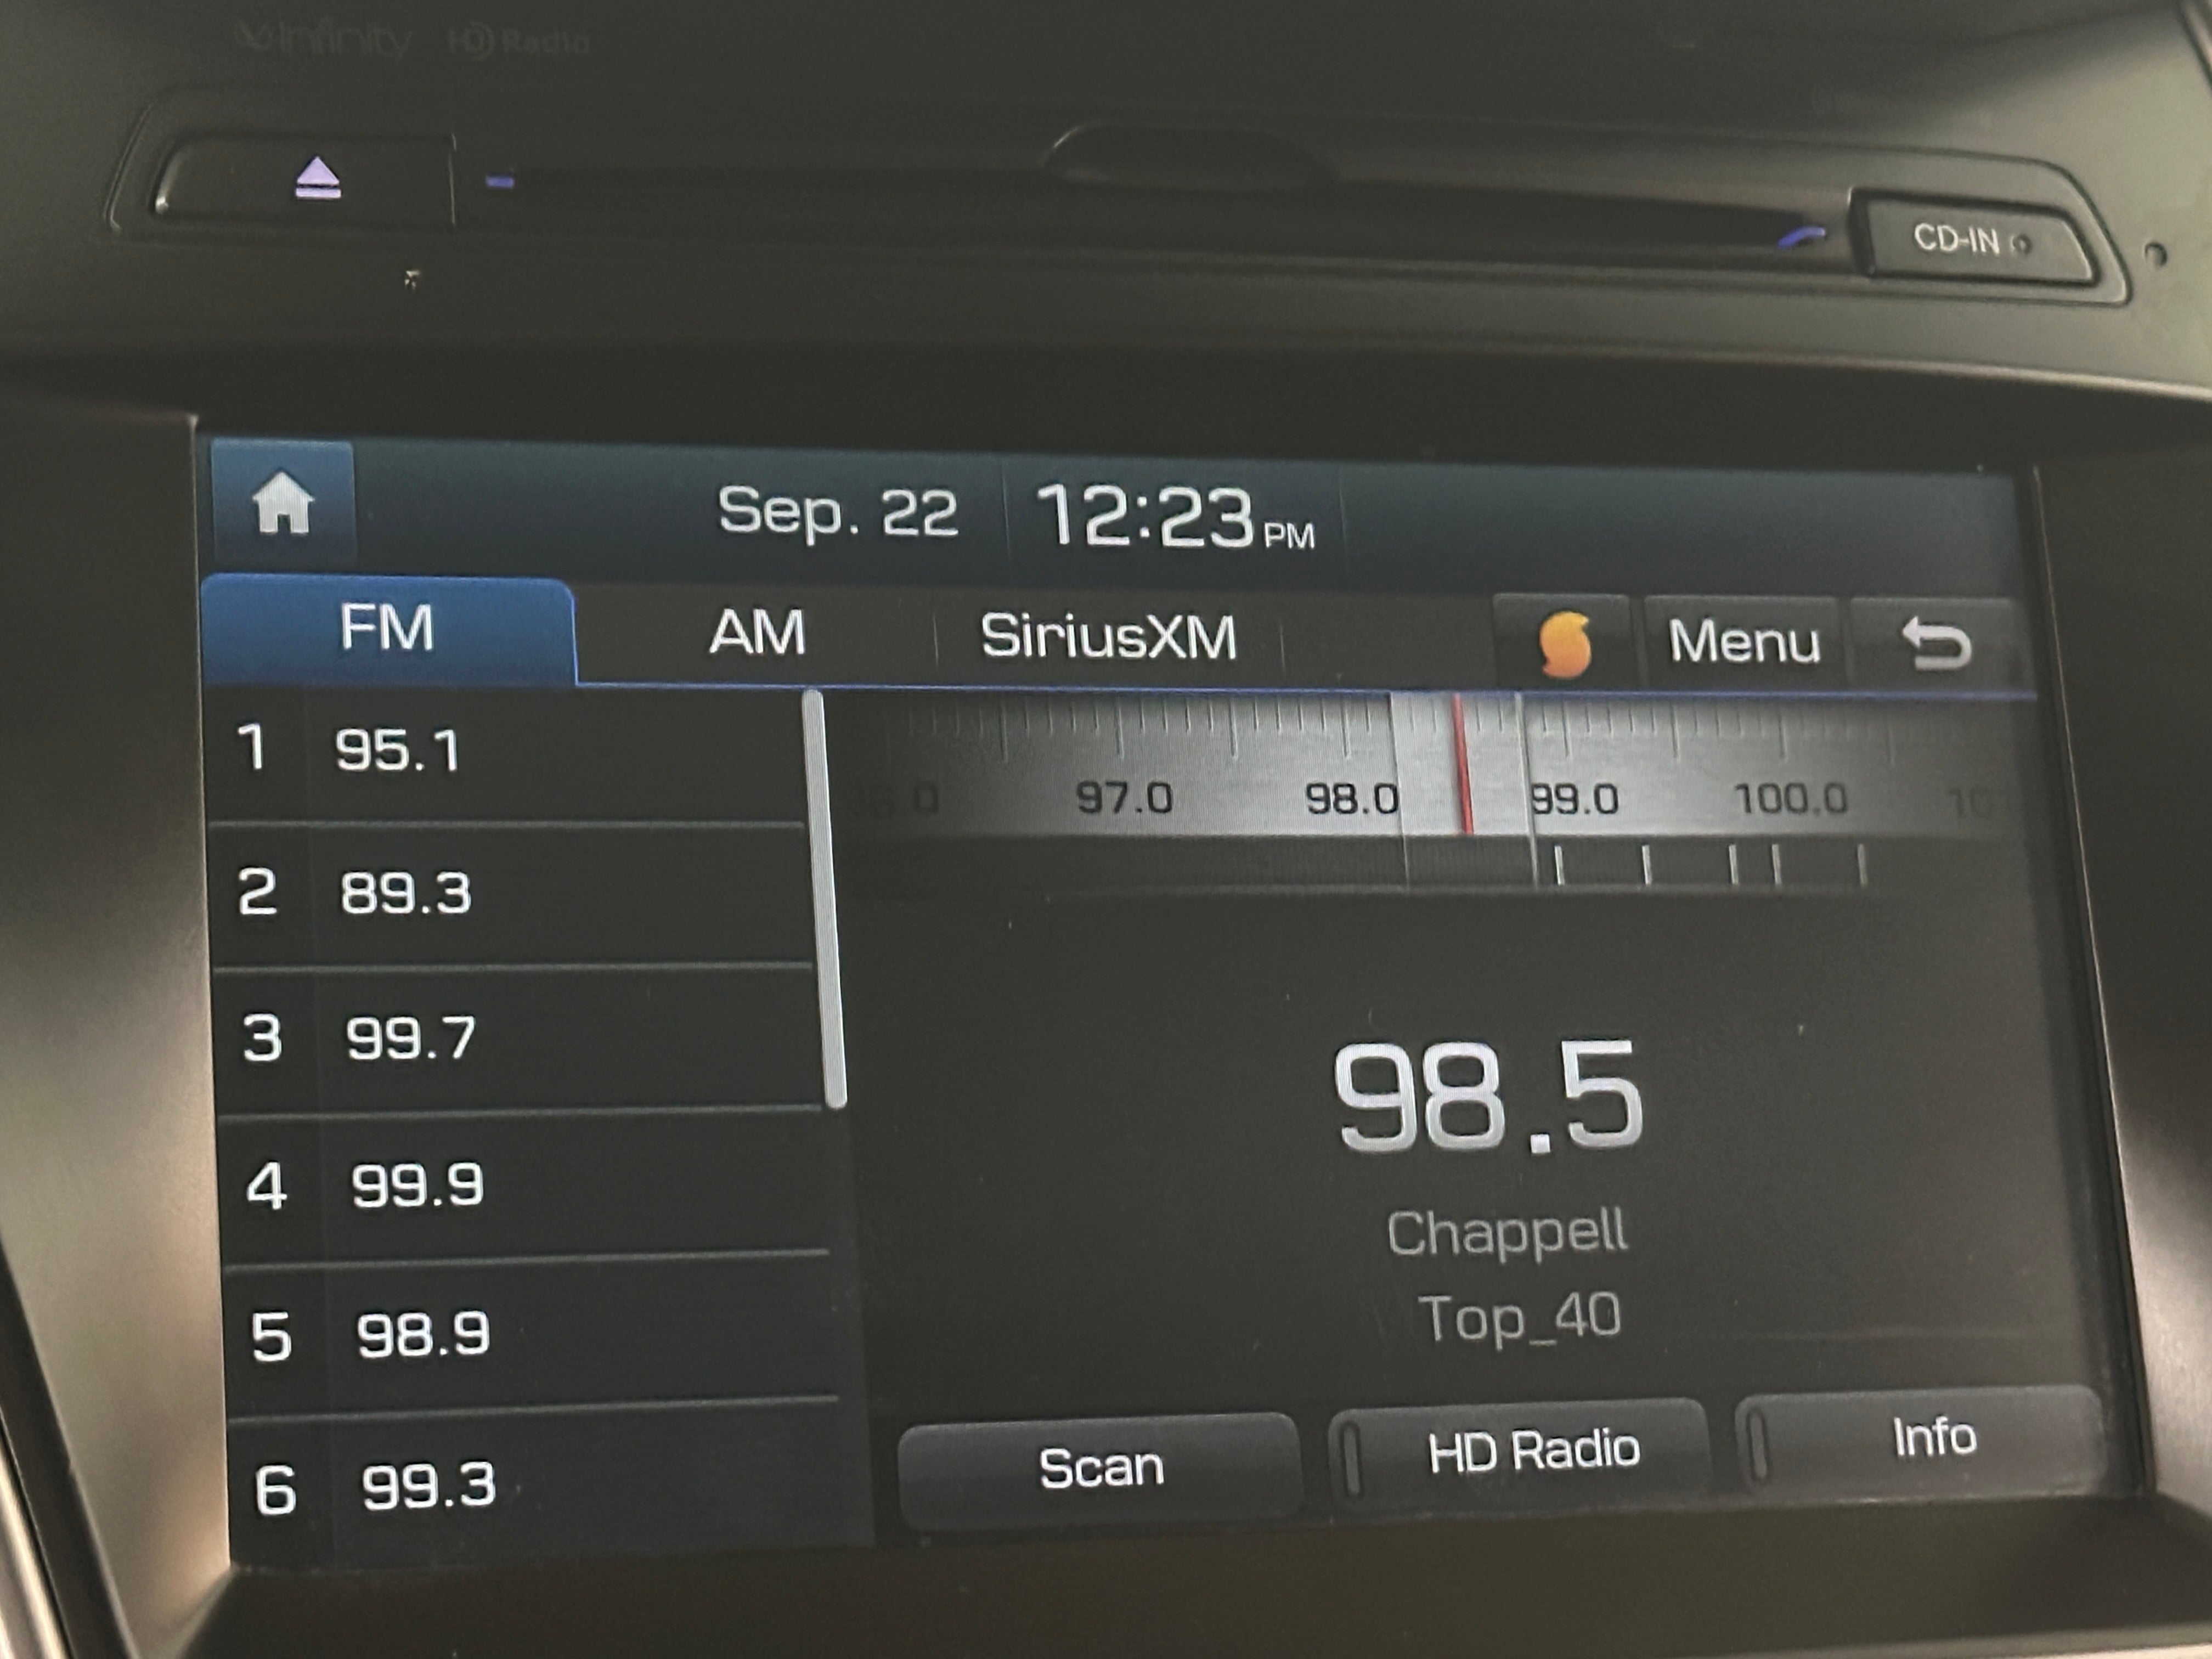 Infinity HD Radio
CD-IN
Sep. 22 12:23 PM
FM AM SiriusXM Menu
1 95.1
2 89.3
3 99.7
4 99.9
5 98.9
6 99.3
97.0 98.0 99.0 100.0
98.5
Chappell
Top_40
Scan HD Radio Info